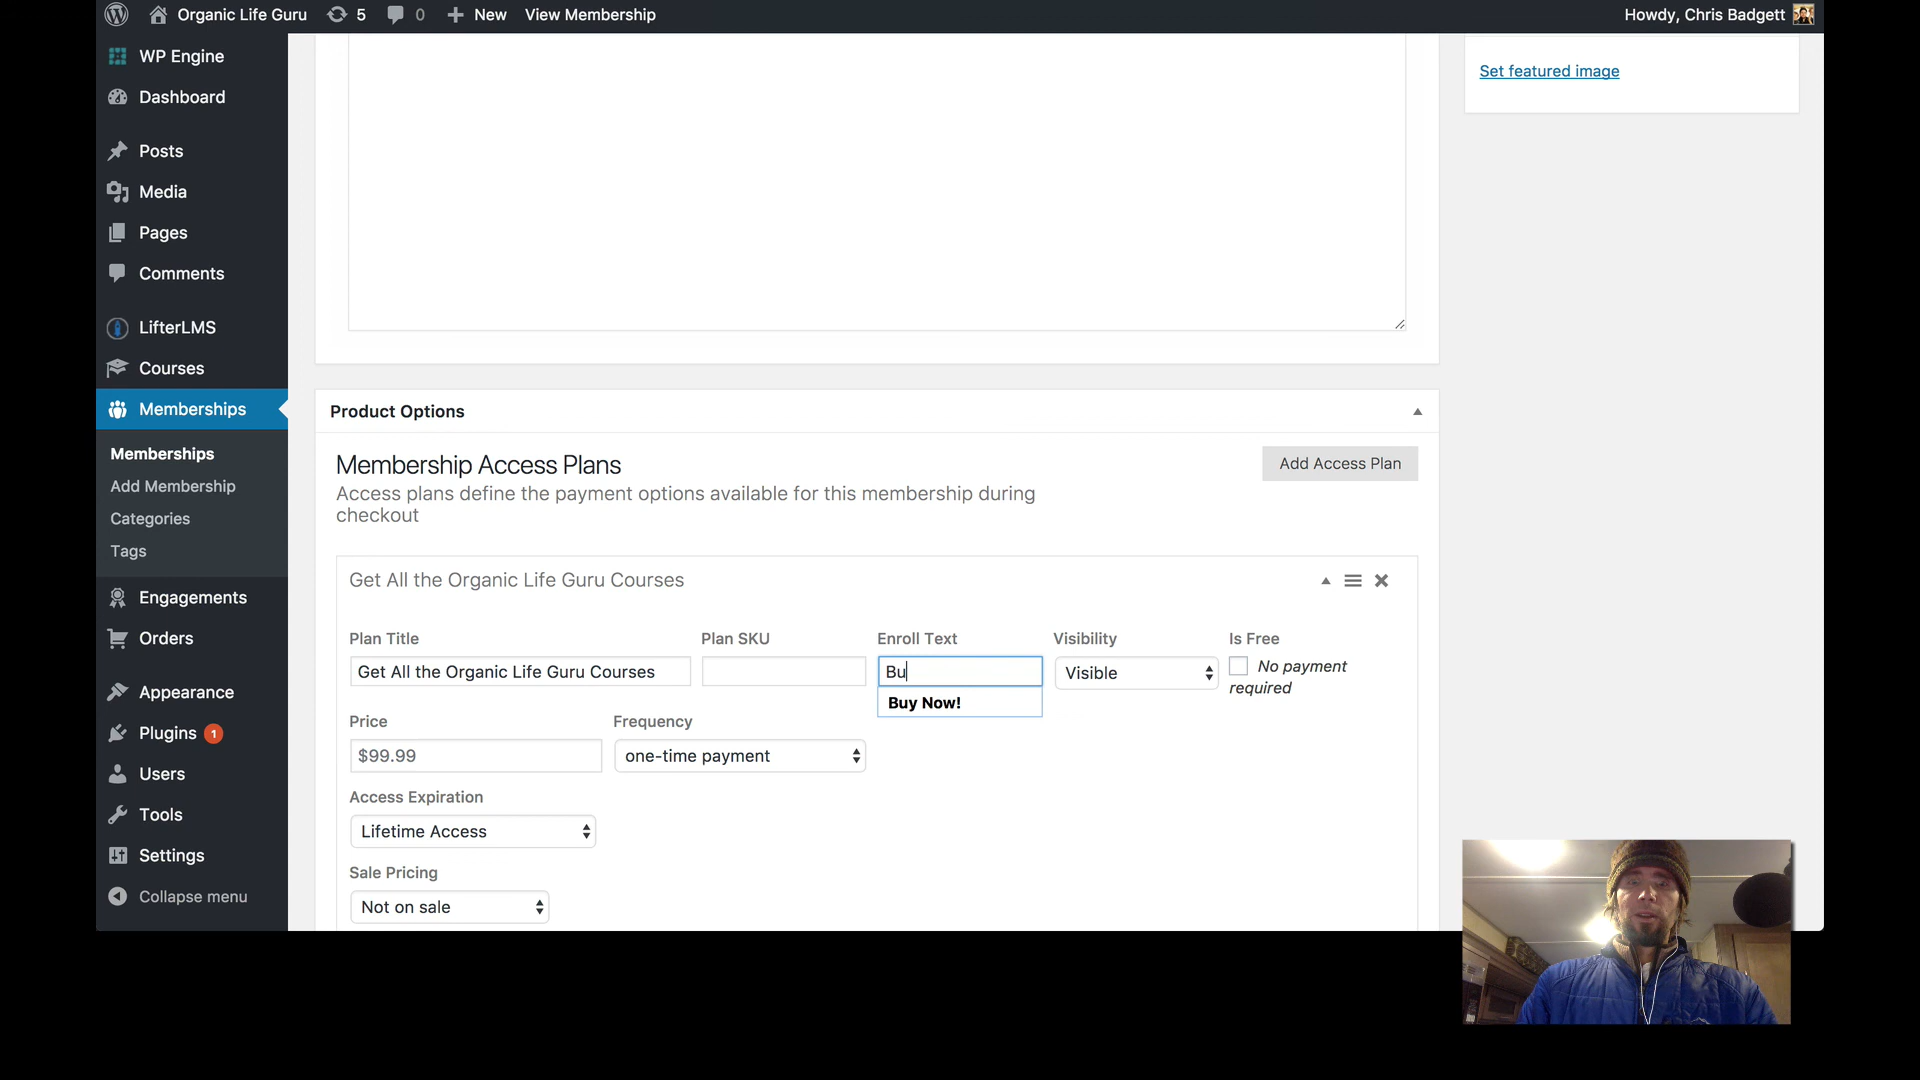 Organic Life Guru 5 0 New View Membership Howdy, Chris Badgett
WP Engine
Dashboard
Posts
Media
Pages
Comments
LifterLMS
Courses
Memberships
Memberships
Add Membership
Categories
Tags
Engagements
Orders
Appearance
Plugins 1
Users
Tools
Settings
Collapse menu
Set featured image
Product Options
Membership Access Plans
Add Access Plan
Access plans define the payment options available for this membership during
checkout
Get All the Organic Life Guru Courses
Plan Title Plan SKU Enroll Text Visibility Is Free
Get All the Organic Life Guru Courses Bu Visible No payment
required
Buy Now!
Price Frequency
$99.99 one-time payment
Access Expiration
Lifetime Access
Sale Pricing
Not on sale